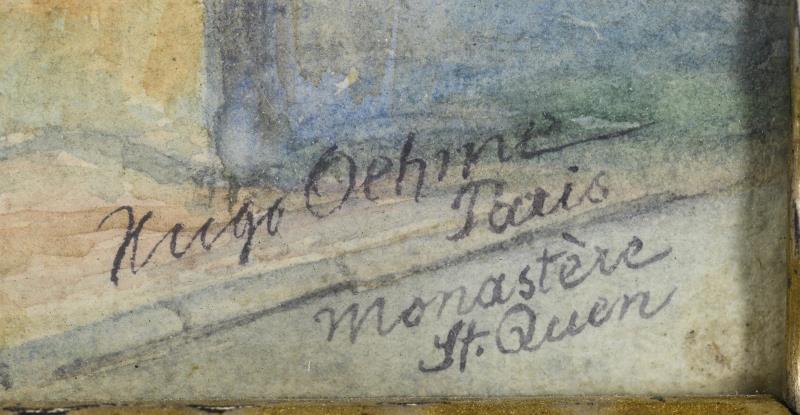 Hugo Oehme
Paris
Monastère
St. Quen